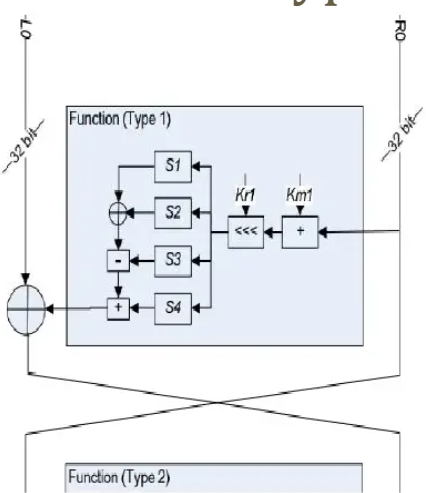 L0
R0
32 bit
32 bit
Function (Type 1)
S1
Kr1
Km1
S2
<<<
+
-
S3
+
S4
Function (Type 2)